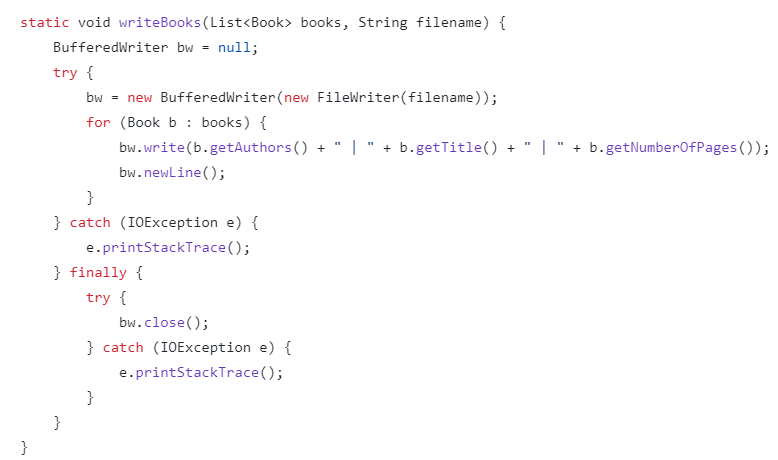 static void writeBooks(List<Book> books, String filename) {
    BufferedWriter bw = null;
    try {
        bw = new BufferedWriter(new FileWriter(filename));
        for (Book b : books) {
            bw.write(b.getAuthors() + " | " + b.getTitle() + " | " + b.getNumberOfPages());
            bw.newLine();
        }
    } catch (IOException e) {
        e.printStackTrace();
    } finally {
        try {
            bw.close();
        } catch (IOException e) {
            e.printStackTrace();
        }
    }
}